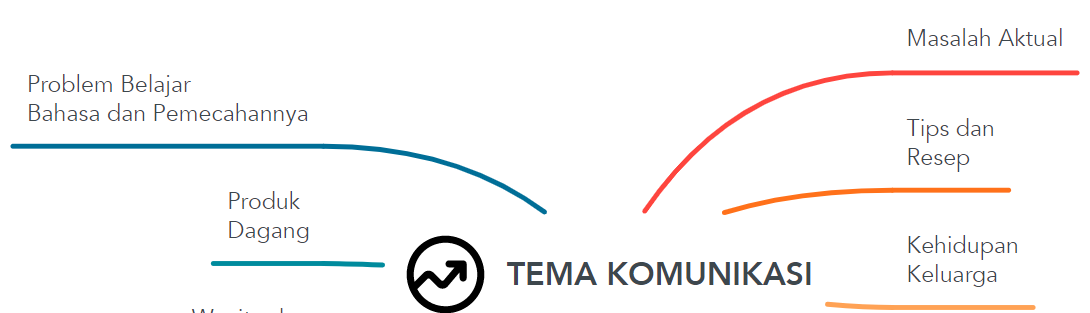 Masalah Aktual
Problem Belajar
Bahasa dan Pemecahannya
Tips dan
Resep
Produk
Dagang
Kehidupan
Keluarga
TEMA KOMUNIKASI